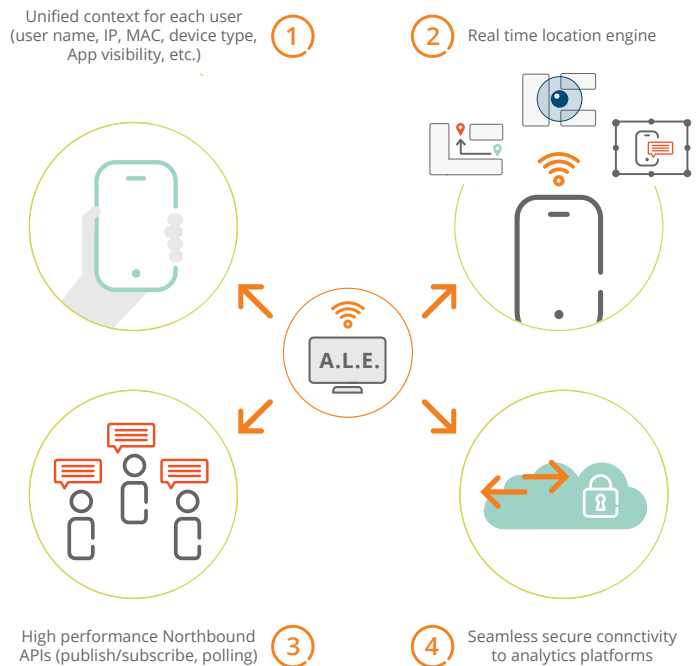 Unified context for each user
(user name, IP, MAC, device type,
App visibility, etc.)
1
2
Real time location engine
A.L.E.
High performance Northbound
APIs (publish/subscribe, polling)
3
4
Seamless secure connctivity
to analytics platforms